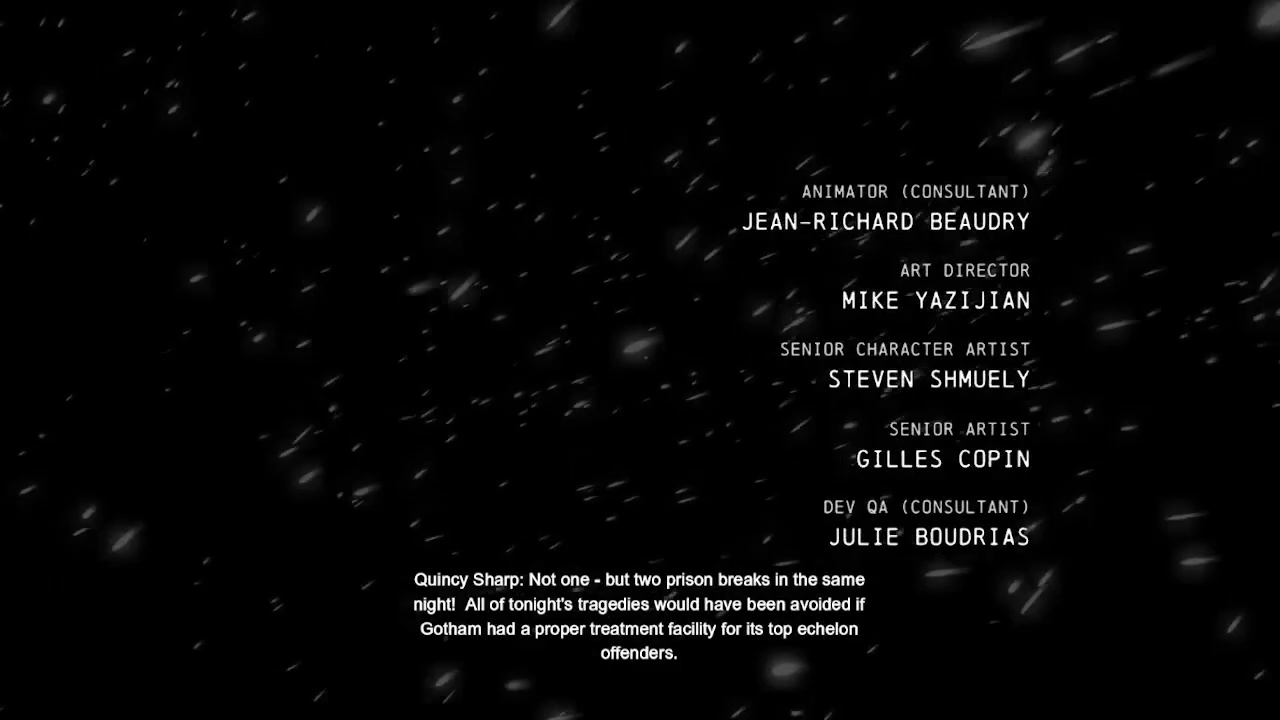 ANIMATOR (CONSULTANT)
JEAN-RICHARD BEAUDRY
ART DIRECTOR
MIKE YAZIJIAN
SENIOR CHARACTER ARTIST
STEVEN SHMUELY
SENIOR ARTIST
GILLES COPIN
DEV QA (CONSULTANT)
JULIE BOUDRIAS
Quincy Sharp: Not one - but two prison breaks in the same
night!  All of tonight's tragedies would have been avoided if
Gotham had a proper treatment facility for its top echelon
offenders.